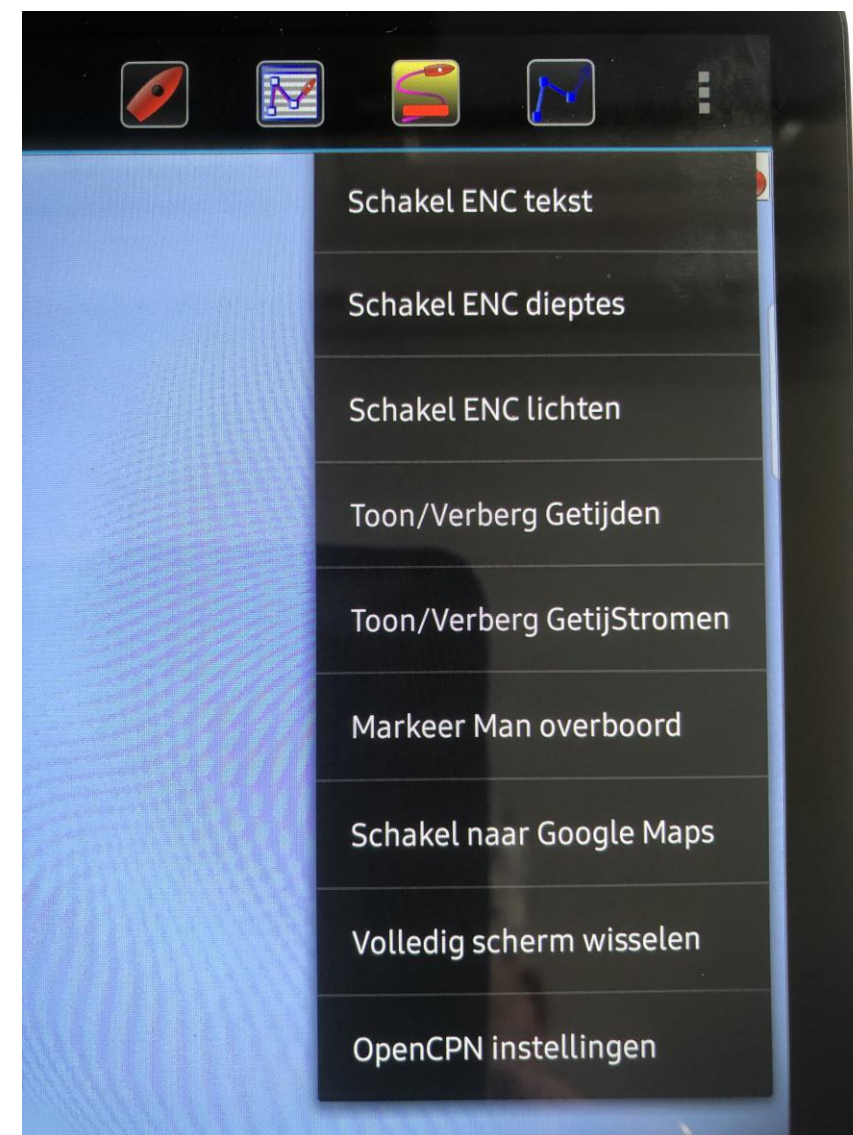 Schakel ENC tekst
Schakel ENC dieptes
Schakel ENC lichten
Toon/Verberg Getijden
Toon/Verberg GetijStromen
Markeer Man overboord
Schakel naar Google Maps
Volledig scherm wisselen
OpenCPN instellingen